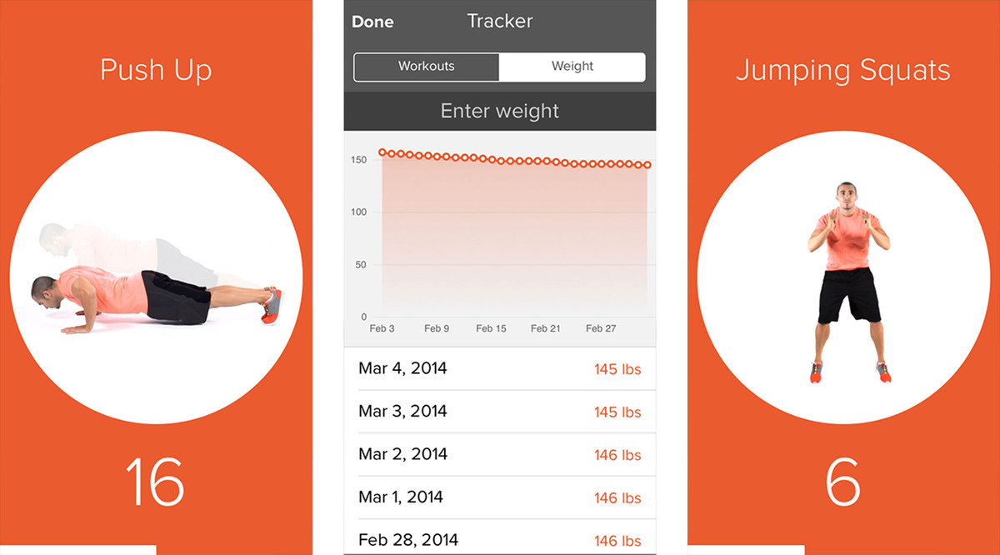 Push Up
16
Done Tracker
Workouts Weight
Enter weight
150
100
50
0
Feb 3 Feb 9 Feb 15 Feb 21 Feb 27
Mar 4, 2014 145 lbs
Mar 3, 2014 145 lbs
Mar 2, 2014 146 lbs
Mar 1, 2014 146 lbs
Feb 28, 2014 146 lbs
Jumping Squats
6